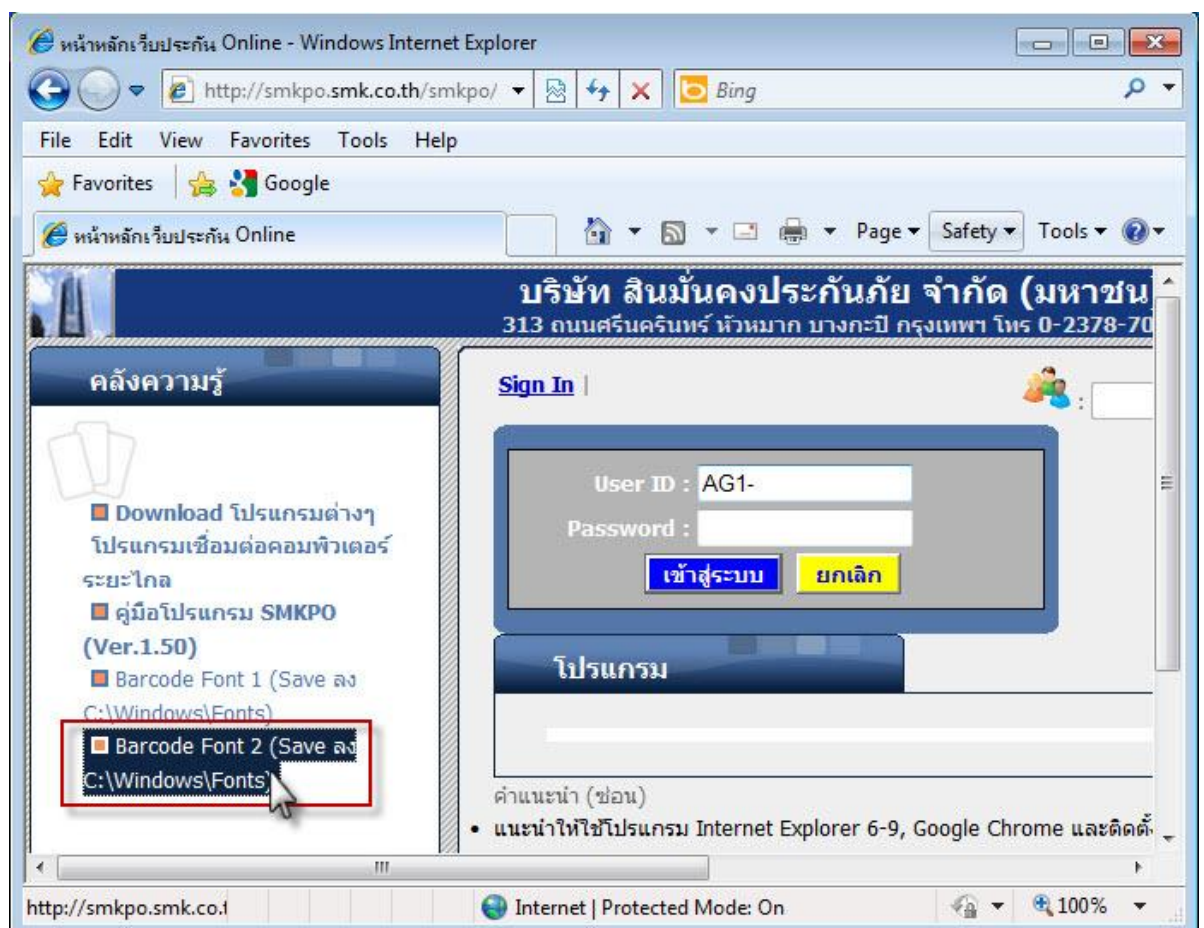 หน้าหลักเว็บประกัน Online - Windows Internet Explorer
http://smkpo.smk.co.th/smkpo/
Bing
File Edit View Favorites Tools Help
Favorites Google
หน้าหลักเว็บประกัน Online
Page Safety Tools
บริษัท สินมั่นคงประกันภัย จำกัด (มหาชน
313 ถนนศรีนครินทร์ หัวหมาก บางกะปิ กรุงเทพฯ โทร 0-2378-70
คลังความรู้
Download โปรแกรมต่างๆ
โปรแกรมเชื่อมต่อคอมพิวเตอร์
ระยะไกล
คู่มือโปรแกรม SMKPO
(Ver.1.50)
Barcode Font 1 (Save ลง
C:\Windows\Fonts)
Barcode Font 2 (Save ลง
C:\Windows\Fonts)
Sign In |
:
User ID : AG1-
Password :
เข้าสู่ระบบ ยกเลิก
โปรแกรม
คำแนะนำ (ซ่อน)
• แนะนำให้ใช้โปรแกรม Internet Explorer 6-9, Google Chrome และติดตั้ง
http://smkpo.smk.co.t
Internet | Protected Mode: On
100%